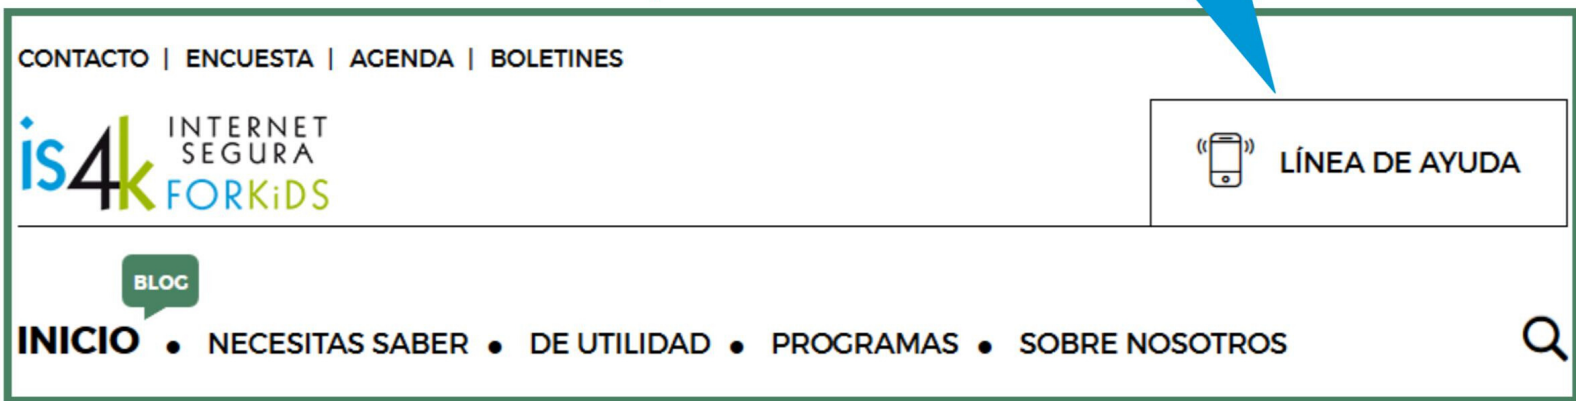 CONTACTO | ENCUESTA | AGENDA | BOLETINES
is4k INTERNET
SEGURA
FORKiDS
LÍNEA DE AYUDA
BLOG
INICIO • NECESITAS SABER • DE UTILIDAD • PROGRAMAS • SOBRE NOSOTROS